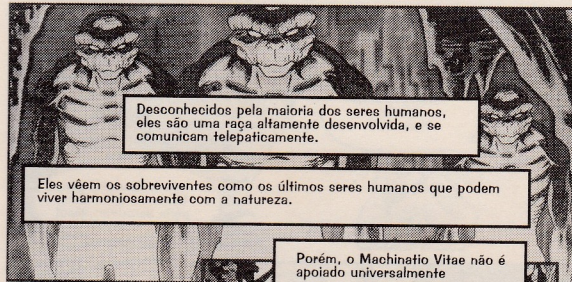 Desconhecidos pela maioria dos seres humanos,
eles são uma raça altamente desenvolvida, e se
comunicam telepaticamente.
Eles vêem os sobreviventes como os últimos seres humanos que podem
viver harmoniosamente com a natureza.
Porém, o Machinatio Vitae não é
apoiado universalmente